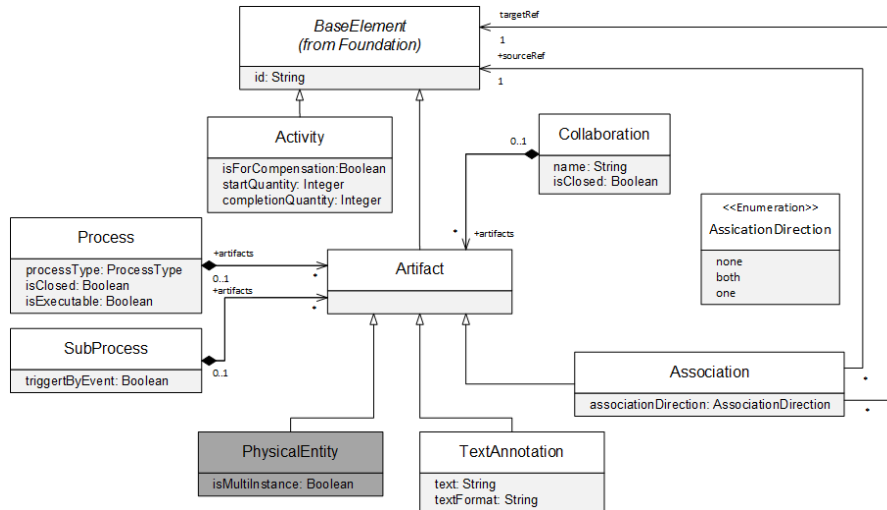 BaseElement
(from Foundation)
id: String
targetRef
1
+sourceRef
1
Activity
isForCompensation:Boolean
startQuantity: Integer
completionQuantity: Integer
0..1
Collaboration
name: String
isClosed: Boolean
<<Enumeration>>
AssicationDirection
none
both
one
Process
processType: ProcessType
isClosed: Boolean
isExecutable: Boolean
+artifacts
0..1
*
+artifacts
*
*
+artifacts
Artifact
SubProcess
triggertByEvent: Boolean
0..1
Association
associationDirection: AssociationDirection
*
*
PhysicalEntity
isMultiInstance: Boolean
TextAnnotation
text: String
textFormat: String